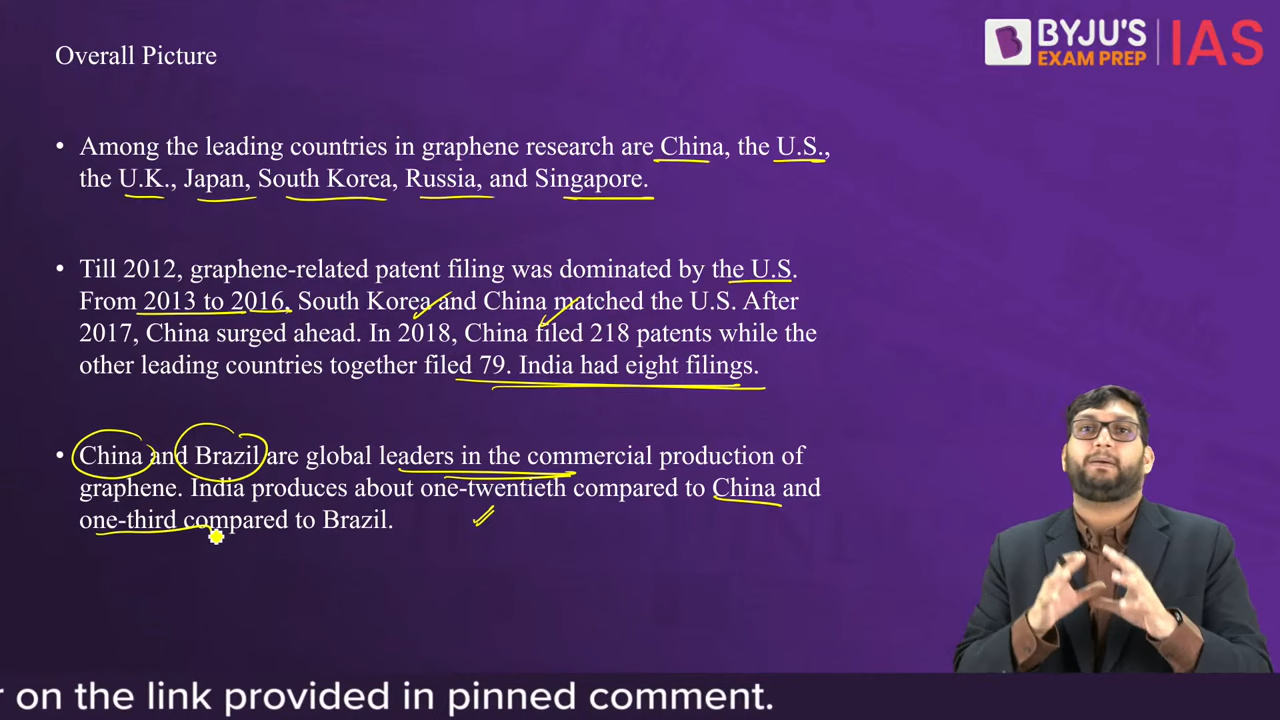 Overall Picture
BYJU'S
EXAM PREP
IAS
• Among the leading countries in graphene research are China, the U.S.,
the U.K., Japan, South Korea, Russia, and Singapore.
• Till 2012, graphene-related patent filing was dominated by the U.S.
From 2013 to 2016, South Korea and China matched the U.S. After
2017, China surged ahead. In 2018, China filed 218 patents while the
other leading countries together filed 79. India had eight filings.
• China and Brazil are global leaders in the commercial production of
graphene. India produces about one-twentieth compared to China and
one-third compared to Brazil.
on the link provided in pinned comment.